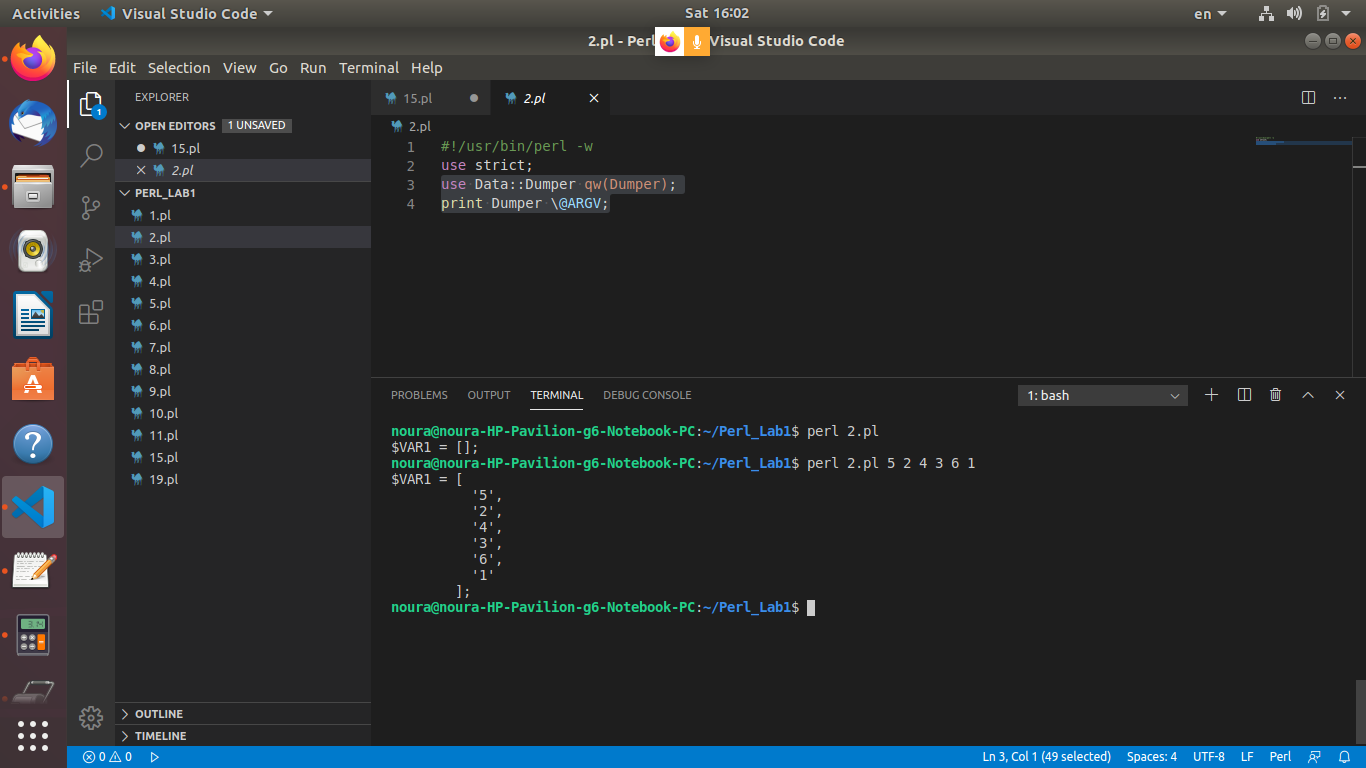 Activities Visual Studio Code Sat 16:02 en
2.pl - Perl Visual Studio Code
File Edit Selection View Go Run Terminal Help
EXPLORER
OPEN EDITORS 1 UNSAVED
15.pl
2.pl
PERL_LAB1
1.pl
2.pl
3.pl
4.pl
5.pl
6.pl
7.pl
8.pl
9.pl
10.pl
11.pl
15.pl
19.pl
OUTLINE
TIMELINE
15.pl 2.pl
2.pl
1 #!/usr/bin/perl -w
2 use strict;
3 use Data::Dumper qw(Dumper);
4 print Dumper \@ARGV;
PROBLEMS OUTPUT TERMINAL DEBUG CONSOLE 1: bash
noura@noura-HP-Pavilion-g6-Notebook-PC:~/Perl_Lab1$ perl 2.pl
$VAR1 = [];
noura@noura-HP-Pavilion-g6-Notebook-PC:~/Perl_Lab1$ perl 2.pl 5 2 4 3 6 1
$VAR1 = [
'5',
'2',
'4',
'3',
'6',
'1'
];
noura@noura-HP-Pavilion-g6-Notebook-PC:~/Perl_Lab1$
0 0 Ln 3, Col 1 (49 selected) Spaces: 4 UTF-8 LF Perl